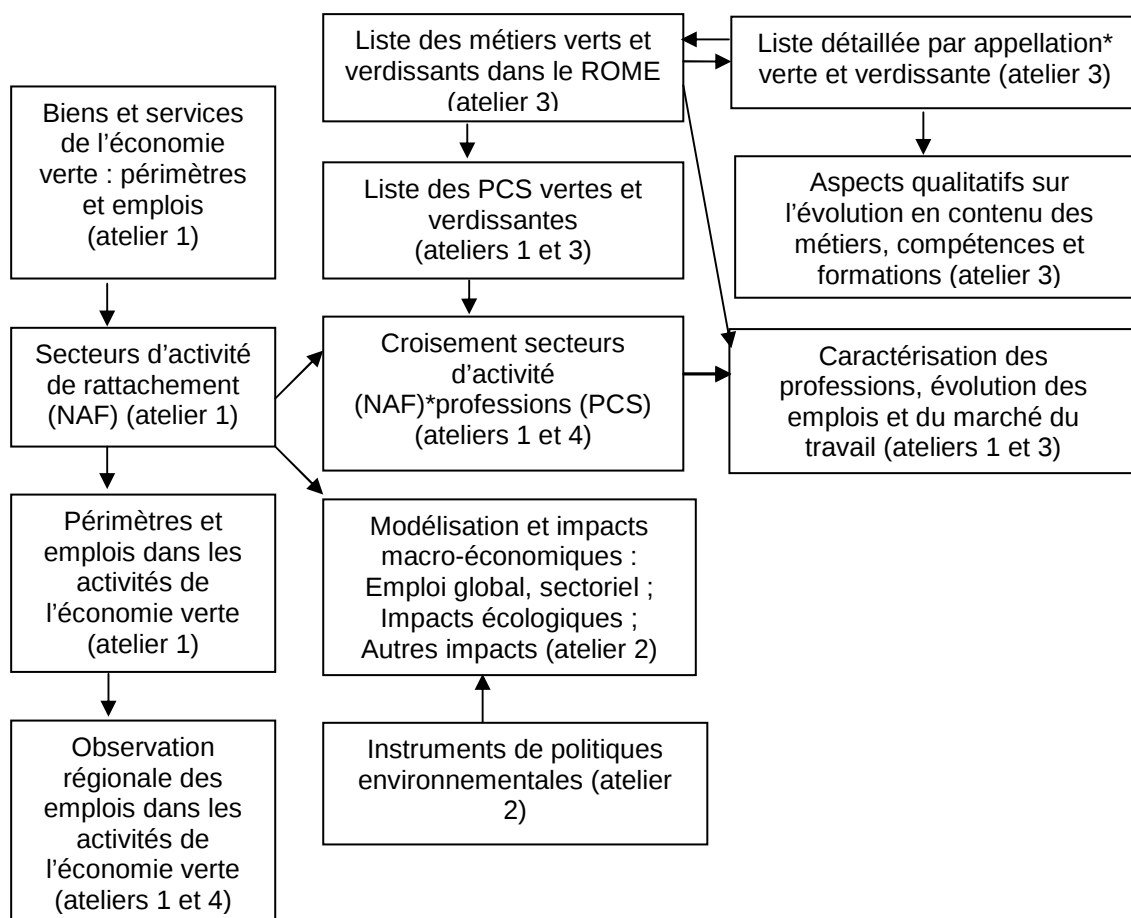 Liste des métiers verts et
verdissants dans le ROME
(atelier 3)
Liste détaillée par appellation*
verte et verdissante (atelier 3)
Biens et services
de l’économie
verte : périmètres
et emplois
(atelier 1)
Liste des PCS vertes et
verdissantes
(ateliers 1 et 3)
Aspects qualitatifs sur
l’évolution en contenu des
métiers, compétences et
formations (atelier 3)
Secteurs d’activité
de rattachement
(NAF) (atelier 1)
Croisement secteurs
d’activité
(NAF)*professions (PCS)
(ateliers 1 et 4)
Caractérisation des
professions, évolution des
emplois et du marché du
travail (ateliers 1 et 3)
Périmètres et
emplois dans les
activités de
l’économie verte
(atelier 1)
Modélisation et impacts
macro-économiques :
Emploi global, sectoriel ;
Impacts écologiques ;
Autres impacts (atelier 2)
Observation
régionale des
emplois dans les
activités de
l’économie verte
(ateliers 1 et 4)
Instruments de politiques
environnementales (atelier
2)